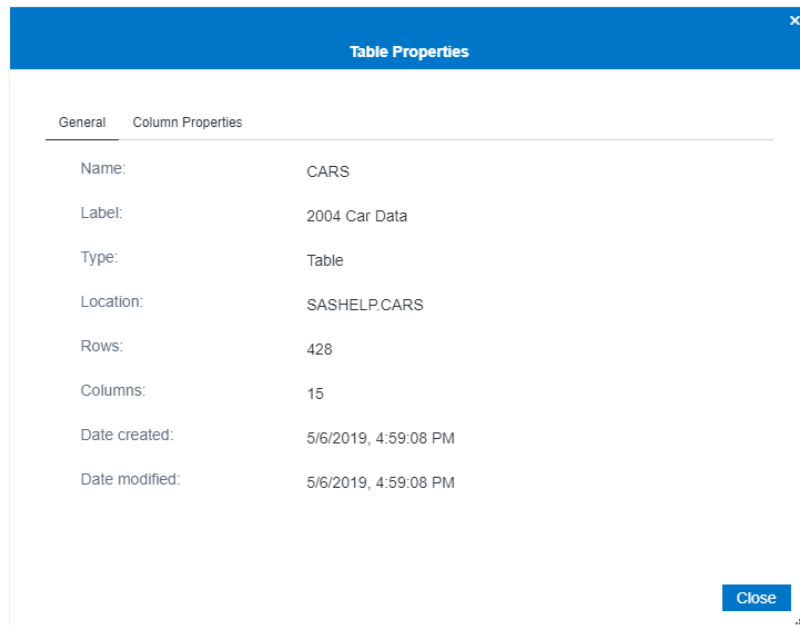 Table Properties
General Column Properties
Name: CARS
Label: 2004 Car Data
Type: Table
Location: SASHELP.CARS
Rows: 428
Columns: 15
Date created: 5/6/2019, 4:59:08 PM
Date modified: 5/6/2019, 4:59:08 PM
Close